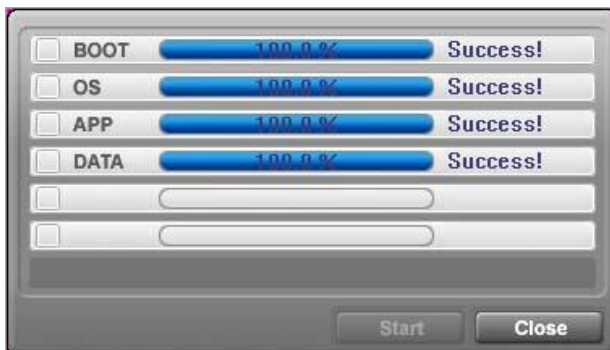 BOOT 100.0 % Success!
OS 100.0 % Success!
APP 100.0 % Success!
DATA 100.0 % Success!
Start Close